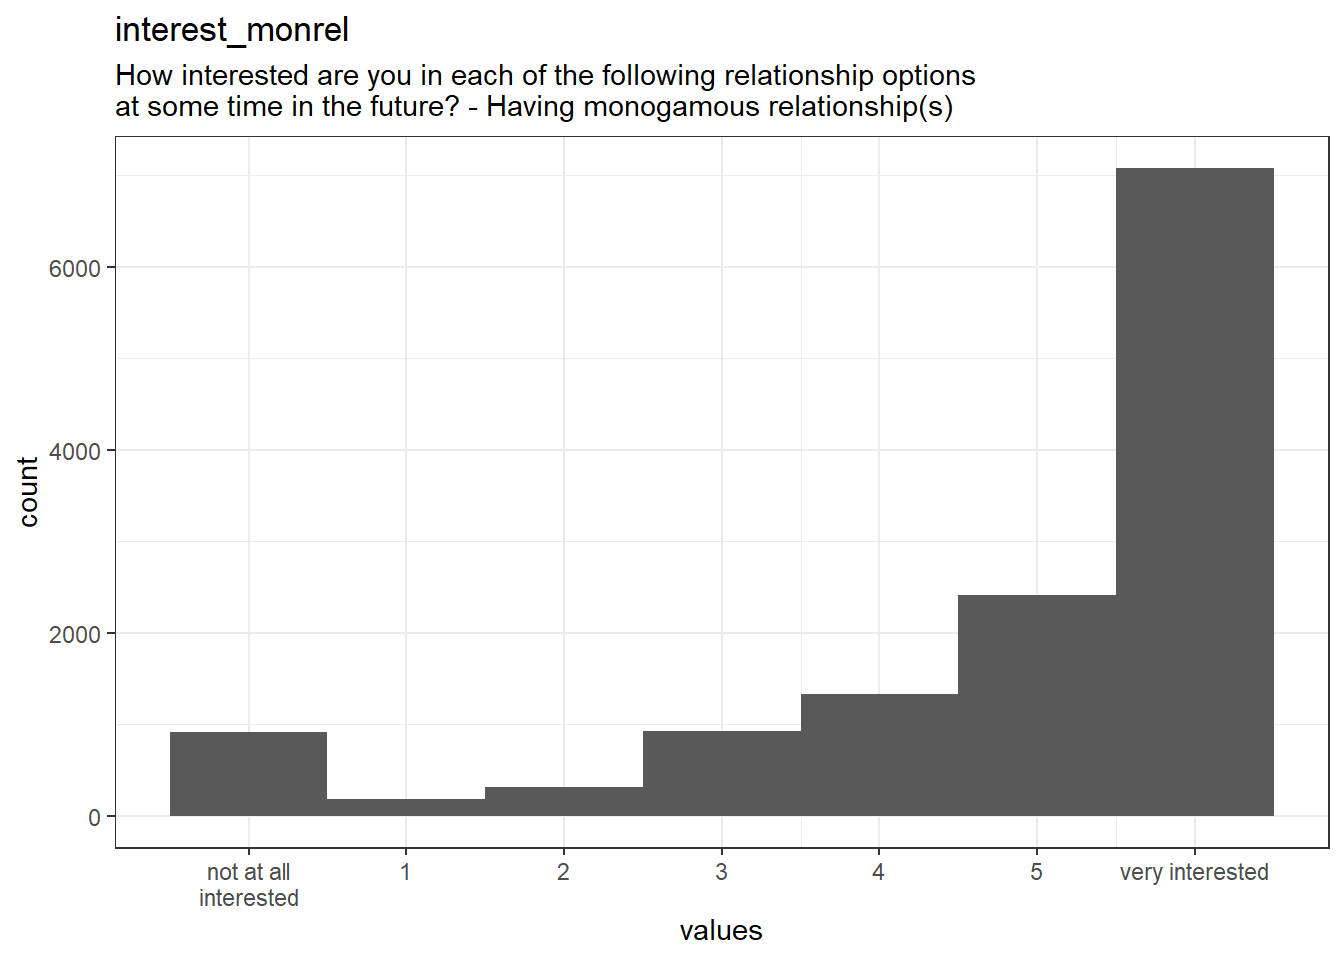 interest_monrel
How interested are you in each of the following relationship options
at some time in the future? - Having monogamous relationship(s)
count
6000
4000
2000
0
not at all
interested
1
2
3
4
5
very interested
values